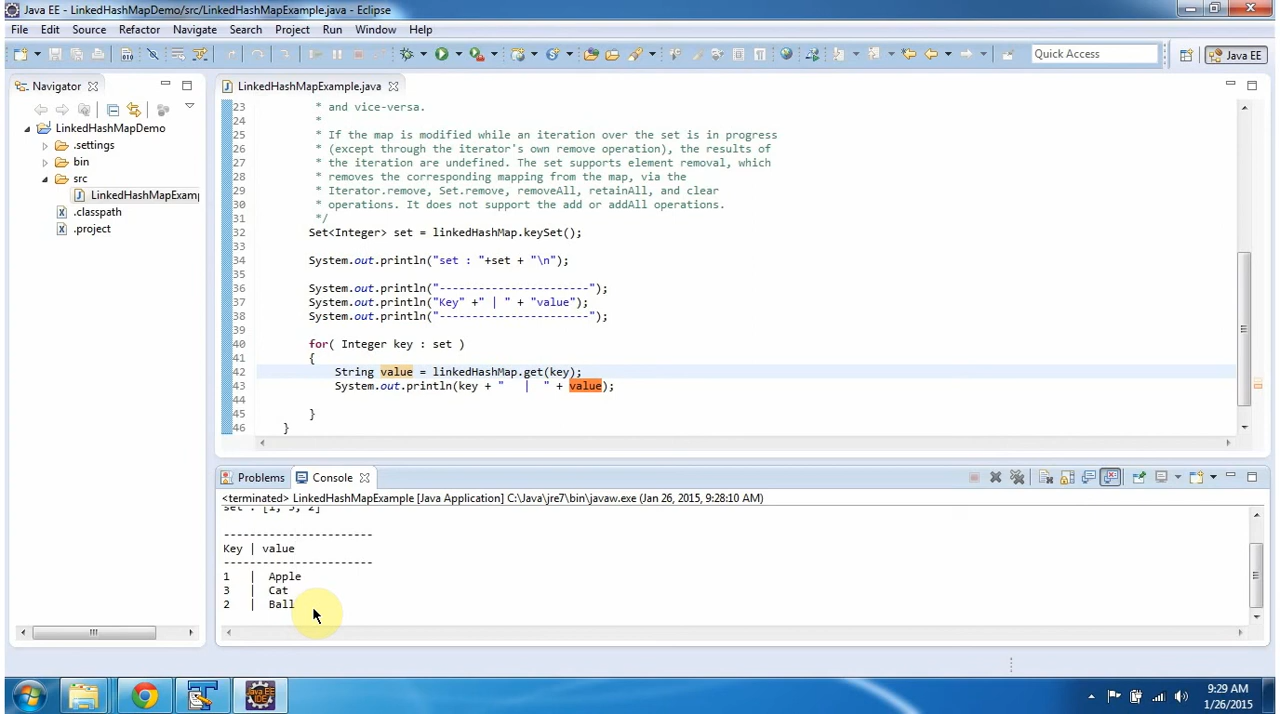 Java EE - LinkedHashMapDemo/src/LinkedHashMapExample.java - Eclipse
File Edit Source Refactor Navigate Search Project Run Window Help
Quick Access
Java EE
Navigator
LinkedHashMapExample.java
LinkedHashMapDemo
.settings
bin
src
LinkedHashMapExamp
.classpath
.project
23 * and vice-versa.
24 *
25 * If the map is modified while an iteration over the set is in progress
26 * (except through the iterator's own remove operation), the results of
27 * the iteration are undefined. The set supports element removal, which
28 * removes the corresponding mapping from the map, via the
29 * Iterator.remove, Set.remove, removeAll, retainAll, and clear
30 * operations. It does not support the add or addAll operations.
31 */
32 Set<Integer> set = linkedHashMap.keySet();
33
34 System.out.println("set : "+set + "\n");
35
36 System.out.println("-----------------------");
37 System.out.println("Key" +" | " + "value");
38 System.out.println("-----------------------");
39
40 for( Integer key : set )
41 {
42 String value = linkedHashMap.get(key);
43 System.out.println(key + "   |  " + value);
44
45 }
46 }
Problems Console
<terminated> LinkedHashMapExample [Java Application] C:\Java\jre7\bin\javaw.exe (Jan 26, 2015, 9:28:10 AM)
set : [1, 3, 2]
-----------------------
Key | value
-----------------------
1   |  Apple
3   |  Cat
2   |  Ball
Java EE
IDE
9:29 AM
1/26/2015